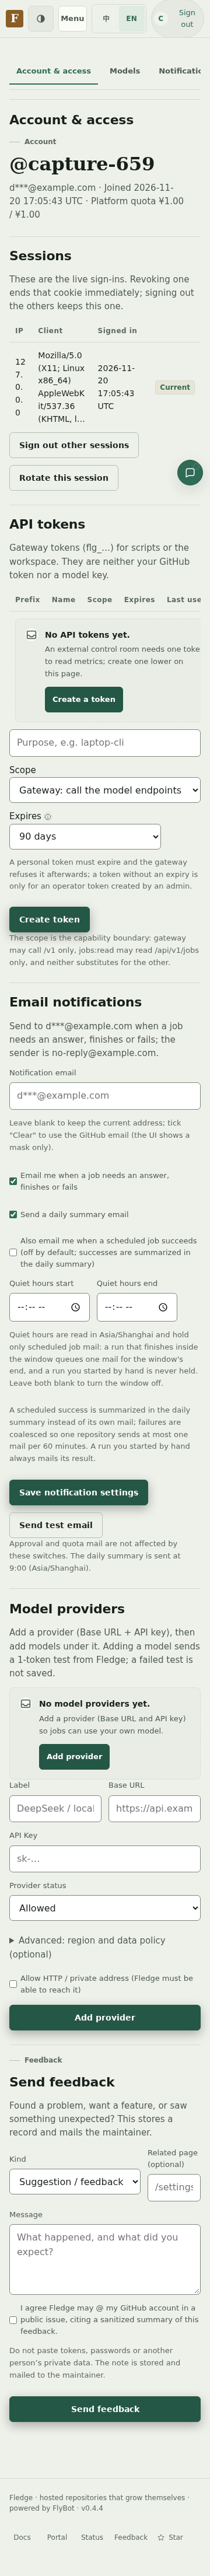 F
Menu
中
EN
C
Sign out
Account & access
Models
Account & access
Account
@capture-659
d***@example.com · Joined 2026-11-
20 17:05:43 UTC · Platform quota ¥1.00
/ ¥1.00
Sessions
These are the live sign-ins. Revoking one
ends that cookie immediately; signing out
the others keeps this one.
IP Client Signed in
12
7.
0.
0.
0
Mozilla/5.0
(X11; Linux
x86_64)
AppleWebK
it/537.36
(KHTML, l…
2026-11-
20
17:05:43
UTC
Current
Sign out other sessions
Rotate this session
API tokens
Gateway tokens (flg_…) for scripts or the
workspace. They are neither your GitHub
token nor a model key.
Prefix Name Scope Expires Last use
No API tokens yet.
An external control room needs one toke
to read metrics; create one lower on
this page.
Create a token
Purpose, e.g. laptop-cli
Scope
Gateway: call the model endpoints
Expires
90 days
A personal token must expire and the gateway
refuses it afterwards; a token without an expiry is
only for an operator token created by an admin.
Create token
The scope is the capability boundary: gateway
may call /v1 only, jobs:read may read /api/v1/jobs
only, and neither substitutes for the other.
Email notifications
Send to d***@example.com when a job
needs an answer, finishes or fails; the
sender is no-reply@example.com.
Notification email
d***@example.com
Leave blank to keep the current address; tick
"Clear" to use the GitHub email (the UI shows a
mask only).
Email me when a job needs an answer,
finishes or fails
Send a daily summary email
Also email me when a scheduled job succeeds
(off by default; successes are summarized in
the daily summary)
Quiet hours start Quiet hours end
--:-- -- --:-- --
Quiet hours are read in Asia/Shanghai and hold
only scheduled job mail: a run that finishes inside
the window queues one mail for the window's
end, and a run you started by hand is never held.
Leave both blank to turn the window off.
A scheduled success is summarized in the daily
summary instead of its own mail; failures are
coalesced so one repository sends at most one
mail per 60 minutes. A run you started by hand
always mails its result.
Save notification settings
Send test email
Approval and quota mail are not affected by
these switches. The daily summary is sent at
9:00 (Asia/Shanghai).
Model providers
Add a provider (Base URL + API key), then
add models under it. Adding a model sends
a 1-token test from Fledge; a failed test is
not saved.
No model providers yet.
Add a provider (Base URL and API key)
so jobs can use your own model.
Add provider
Label Base URL
DeepSeek / local https://api.exam
API Key
sk-…
Provider status
Allowed
Advanced: region and data policy
(optional)
Allow HTTP / private address (Fledge must be
able to reach it)
Add provider
Feedback
Send feedback
Found a problem, want a feature, or saw
something unexpected? This stores a
record and mails the maintainer.
Kind
Related page
(optional)
Suggestion / feedback
/settings
Message
What happened, and what did you
expect?
I agree Fledge may @ my GitHub account in a
public issue, citing a sanitized summary of this
feedback.
Do not paste tokens, passwords or another
person's private data. The note is stored and
mailed to the maintainer.
Send feedback
Fledge · hosted repositories that grow themselves ·
powered by FlyBot · v0.4.4
Docs Portal Status Feedback Star